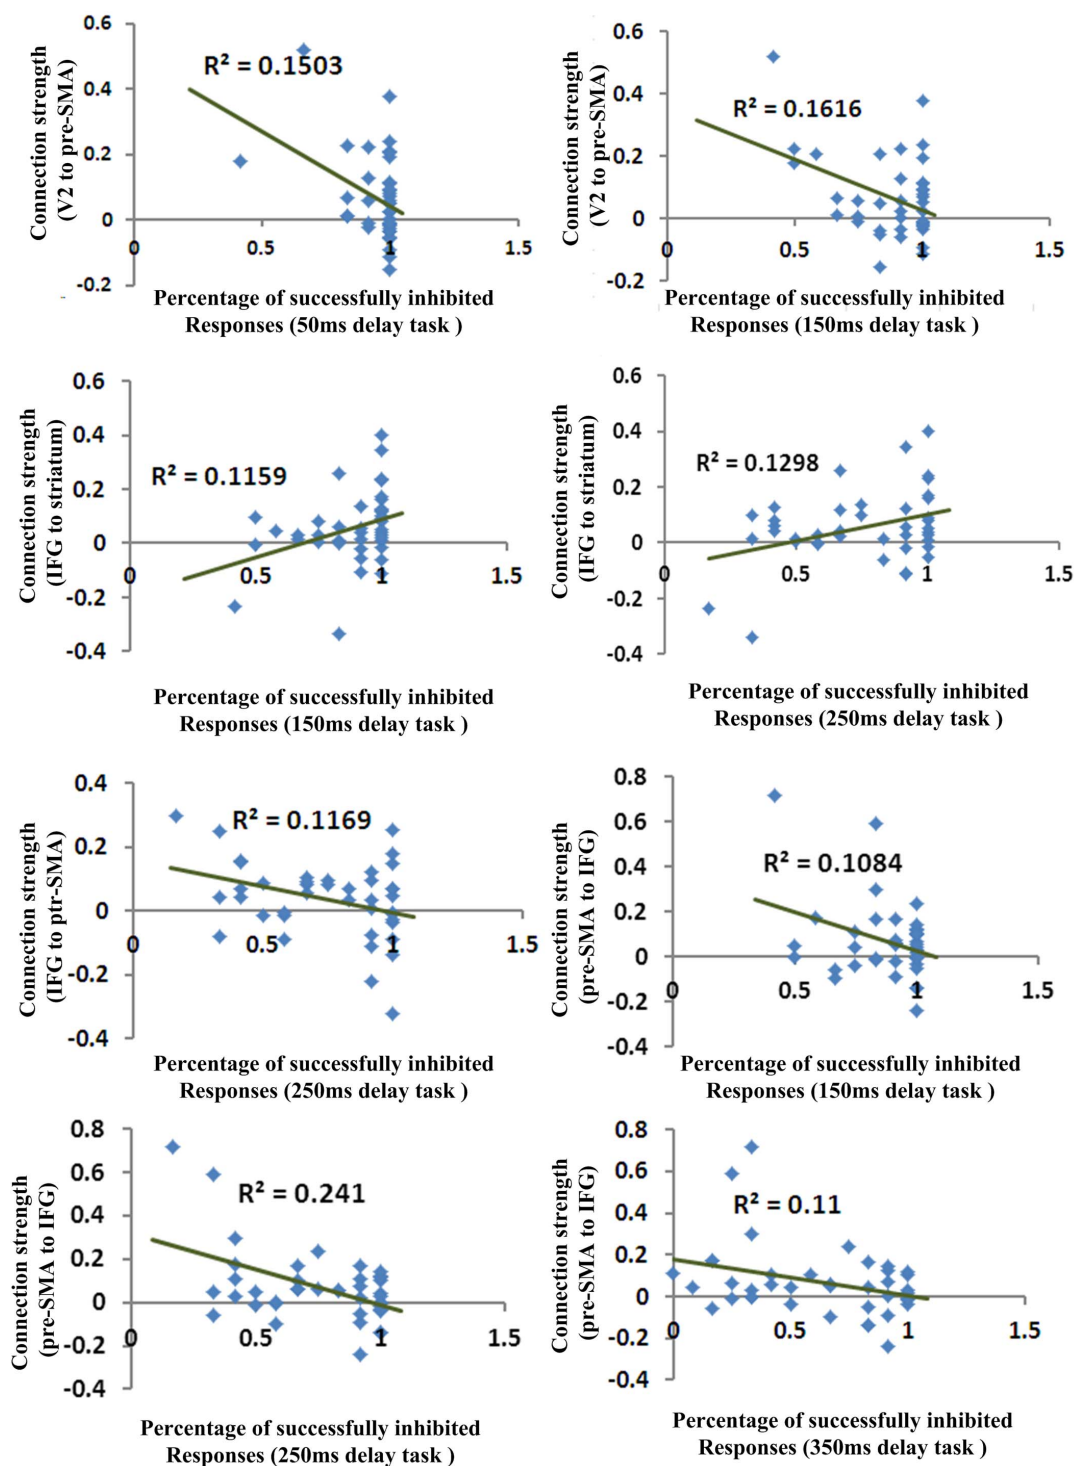 Connection strength
(V2 to pre-SMA)
0.6
0.4
0.2
0
-0.2
R² = 0.1503
0.5
1
1.5
Percentage of successfully inhibited
Responses (50ms delay task )
Connection strength
(V2 to pre-SMA)
0.6
0.4
0.2
0
-0.2
R² = 0.1616
0.5
1
1.5
Percentage of successfully inhibited
Responses (150ms delay task )
Connection strength
(IFG to striatum)
0.6
0.4
0.2
0
-0.2
-0.4
R² = 0.1159
0
0.5
1
1.5
Percentage of successfully inhibited
Responses (150ms delay task )
Connection strength
(IFG to striatum)
0.6
0.4
0.2
0
-0.2
-0.4
R² = 0.1298
0
0.5
1
1.5
Percentage of successfully inhibited
Responses (250ms delay task )
Connection strength
(IFG to ptr-SMA)
0.4
0.2
0
-0.2
-0.4
R² = 0.1169
0
0.5
1
1.5
Percentage of successfully inhibited
Responses (250ms delay task )
Connection strength
(pre-SMA to IFG)
0.8
0.6
0.4
0.2
0
-0.2
-0.4
R² = 0.1084
0
0.5
1
1.5
Percentage of successfully inhibited
Responses (150ms delay task )
Connection strength
(pre-SMA to IFG)
0.8
0.6
0.4
0.2
0
-0.2
-0.4
R² = 0.241
0
0.5
1
1.5
Percentage of successfully inhibited
Responses (250ms delay task )
Connection strength
(pre-SMA to IFG)
0.8
0.6
0.4
0.2
0
-0.2
-0.4
R² = 0.11
0
0.5
1
1.5
Percentage of successfully inhibited
Responses (350ms delay task )